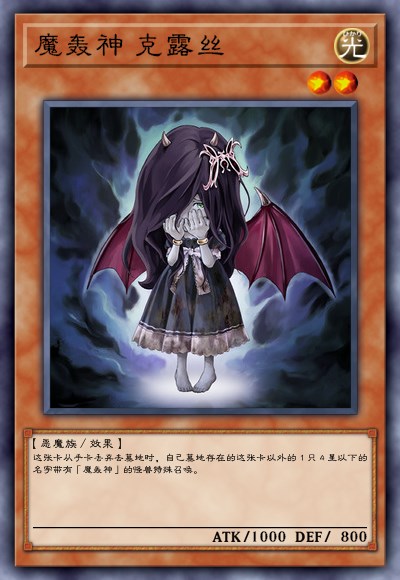 魔轰神 克露丝
光
【恶魔族／效果】
这张卡从手卡去弃去墓地时，自己墓地存在的这张卡以外的1只4星以下的
名字带有「魔轰神」的怪兽特殊召唤。
ATK/1000 DEF/ 800